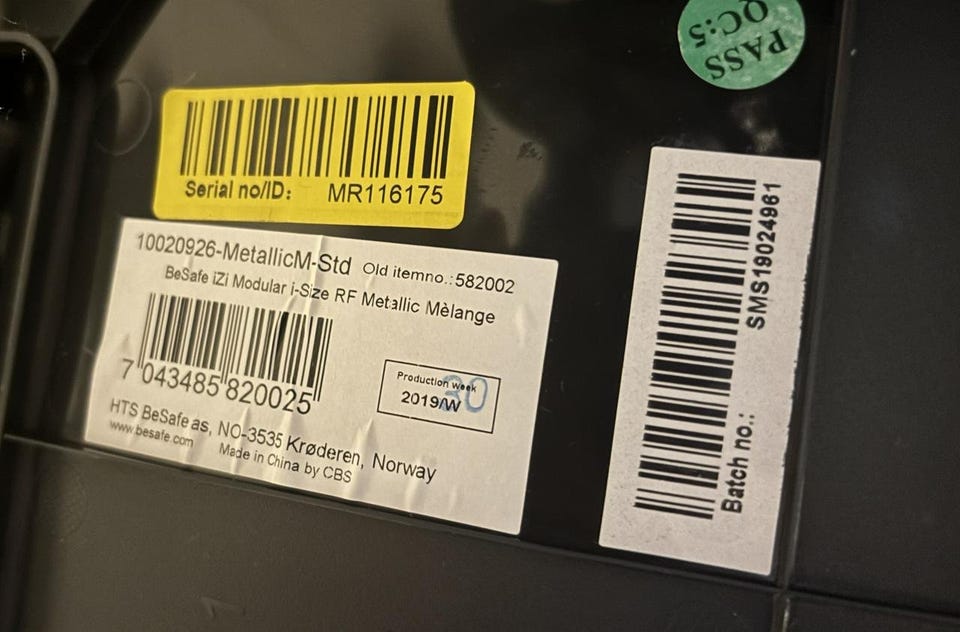 PASS
QC:5
Serial no/ID: MR116175
10020926-MetallicM-Std Old itemno.:582002
BeSafe iZi Modular i-Size RF Metallic Mèlange
7 043485 820025
Production week
2019/W 30
HTS BeSafe as, NO-3535 Krøderen, Norway
www.besafe.com
Made in China by CBS
Batch no.: SMS19024961